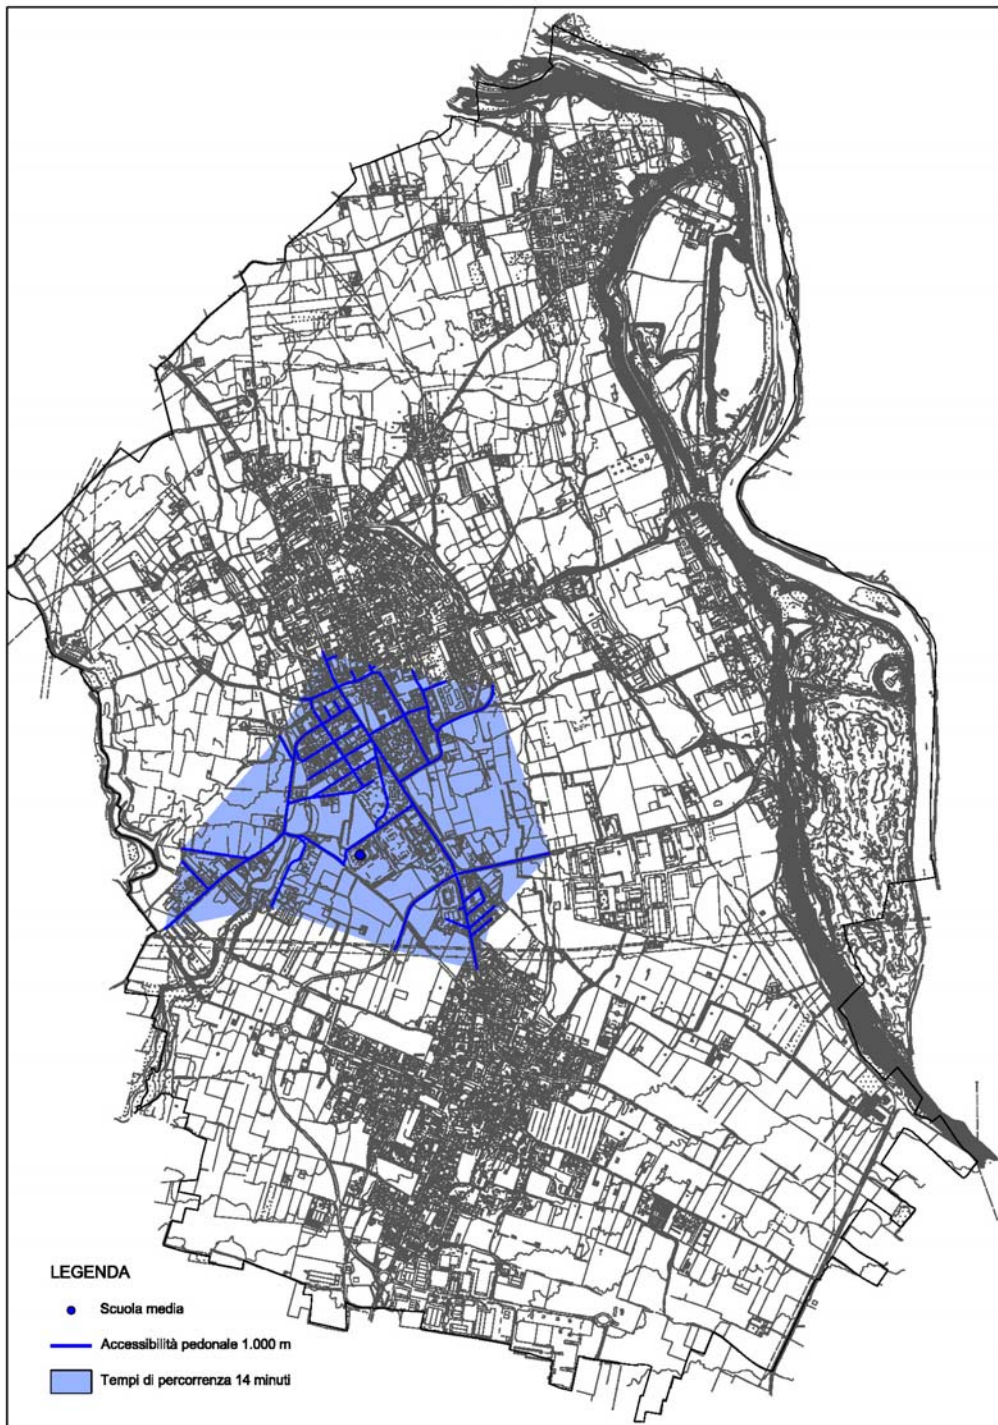 LEGENDA
Scuola media
Accessibilità pedonale 1.000 m
Tempi di percorrenza 14 minuti